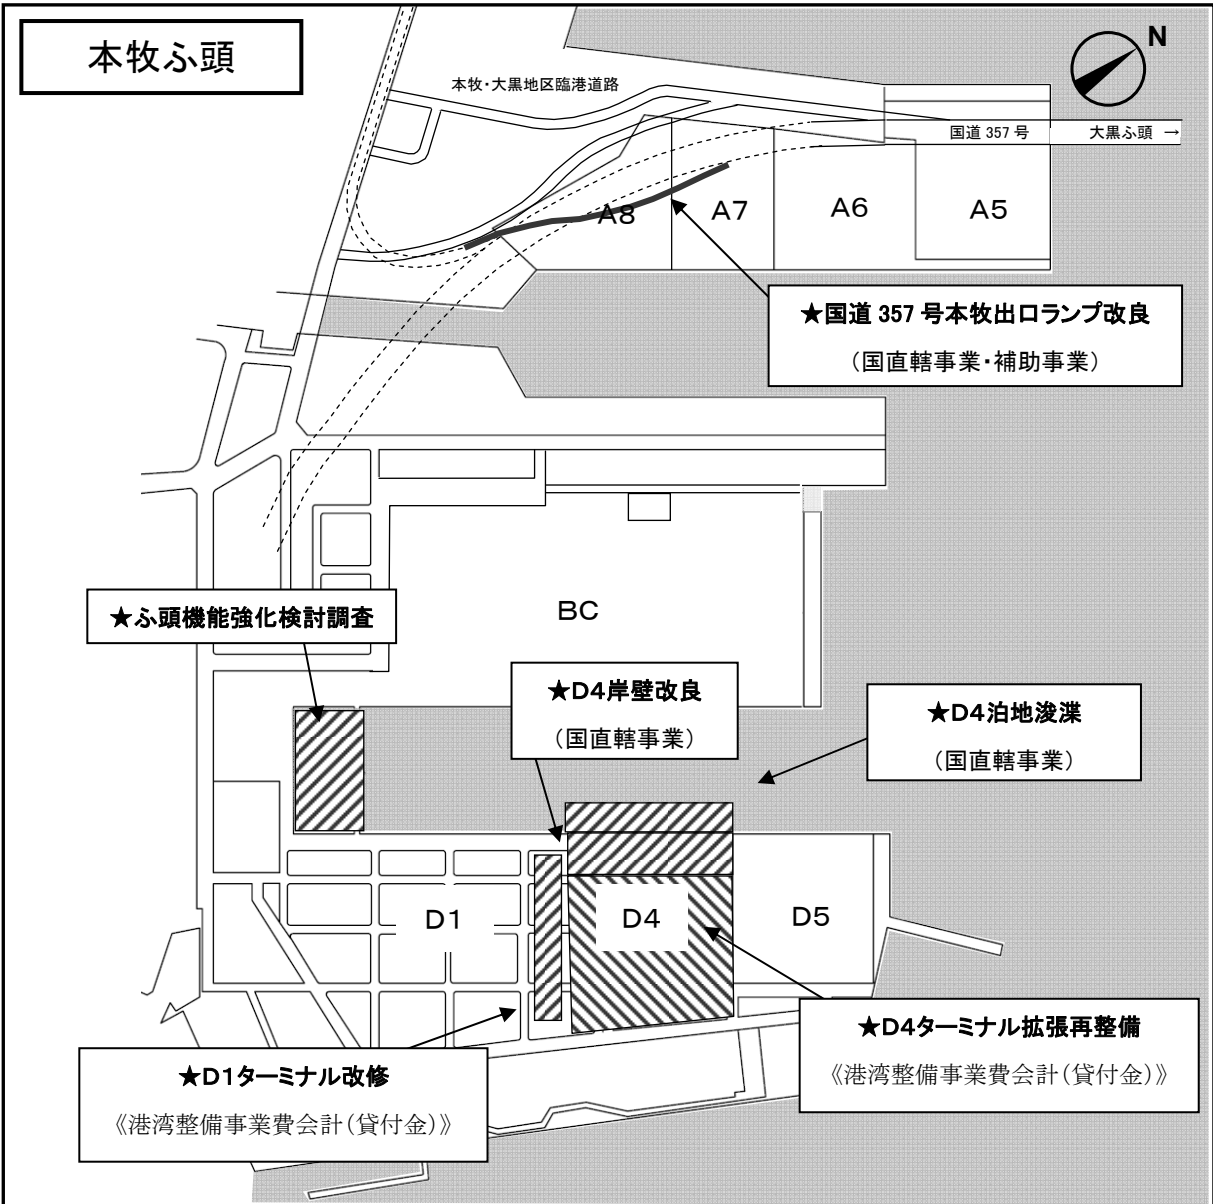 本牧ふ頭
N
本牧・大黒地区臨港道路
国道 357 号 大黒ふ頭 →
A8 A7 A6 A5
★国道 357 号本牧出口ランプ改良
（国直轄事業・補助事業）
★ふ頭機能強化検討調査
BC
★D4岸壁改良
（国直轄事業）
★D4泊地浚渫
（国直轄事業）
D1 D4 D5
★D4ターミナル拡張再整備
《港湾整備事業費会計（貸付金）》
★D1ターミナル改修
《港湾整備事業費会計（貸付金）》